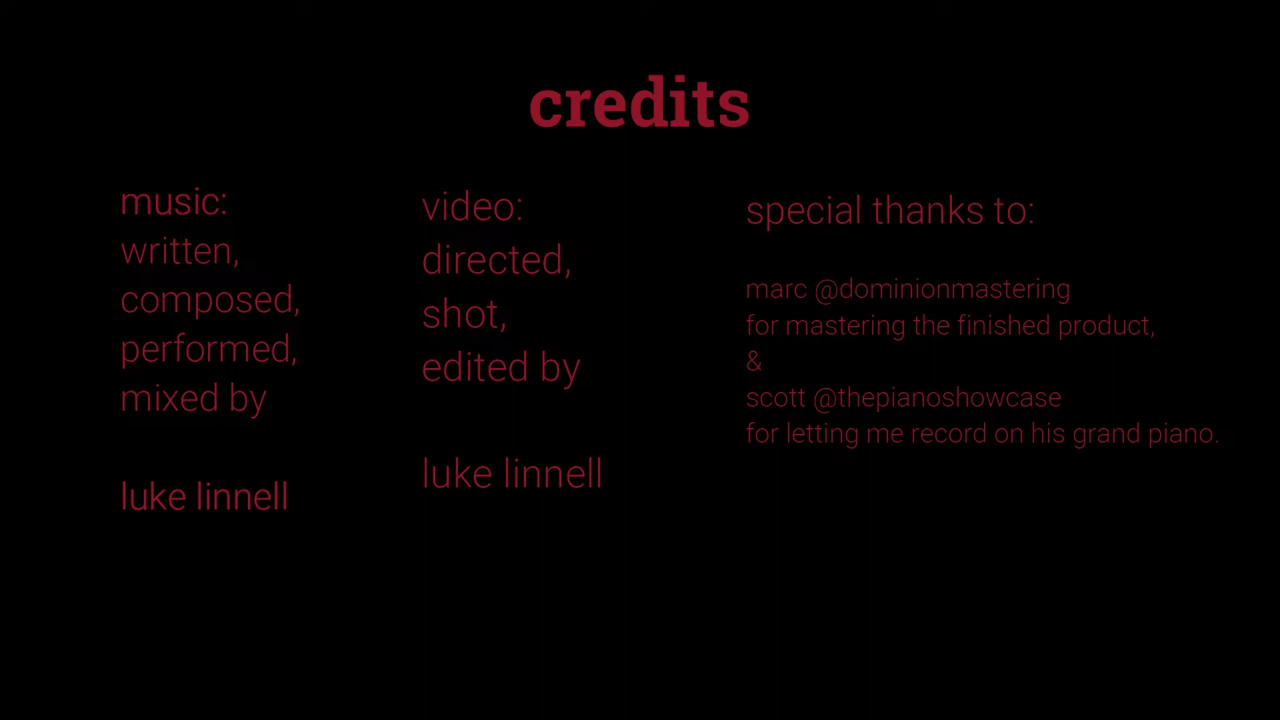 credits
music:
written,
composed,
performed,
mixed by
luke linnell
video:
directed,
shot,
edited by
luke linnell
special thanks to:
marc @dominionmastering
for mastering the finished product,
&
scott @thepianoshowcase
for letting me record on his grand piano.